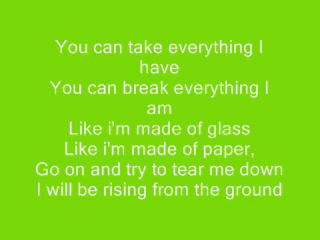 You can take everything I
have
You can break everything I
am
Like i'm made of glass
Like i'm made of paper,
Go on and try to tear me down
I will be rising from the ground